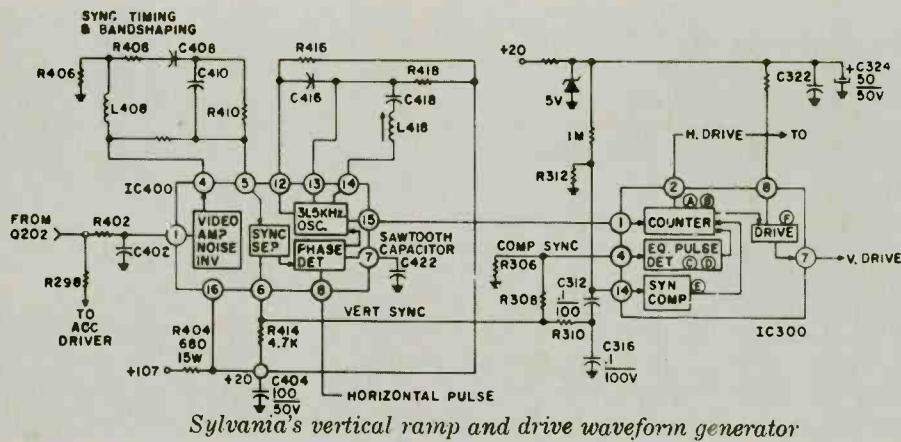 SYNC TIMING
& BANDSHAPING
R408
C408
R406
C410
L408
R410
R416
C416
R418
C418
L418
+20
5V
C322
+C324
50
50V
1M
H. DRIVE
TO
R312
IC400
4
5
12
13
14
2
8
FROM
Q202
R402
1
VIDEO
AMP
NOISE
INV
SYNC
SEP
31.5KHz
OSC.
PHASE
DET
15
7
SAWTOOTH
CAPACITOR
C422
1
A
B
COUNTER
F
DRIVE
C402
COMP SYNC
R306
4
EQ. PULSE
DET
C
D
7
V. DRIVE
R298
16
6
8
R308
C312
.1
100
14
SYN
COMP
E
TO
ACC
DRIVER
VERT SYNC
R310
IC300
R404
680
15W
R414
4.7K
C316
.1
100V
+107
+20
C404
100
50V
HORIZONTAL PULSE
Sylvania's vertical ramp and drive waveform generator